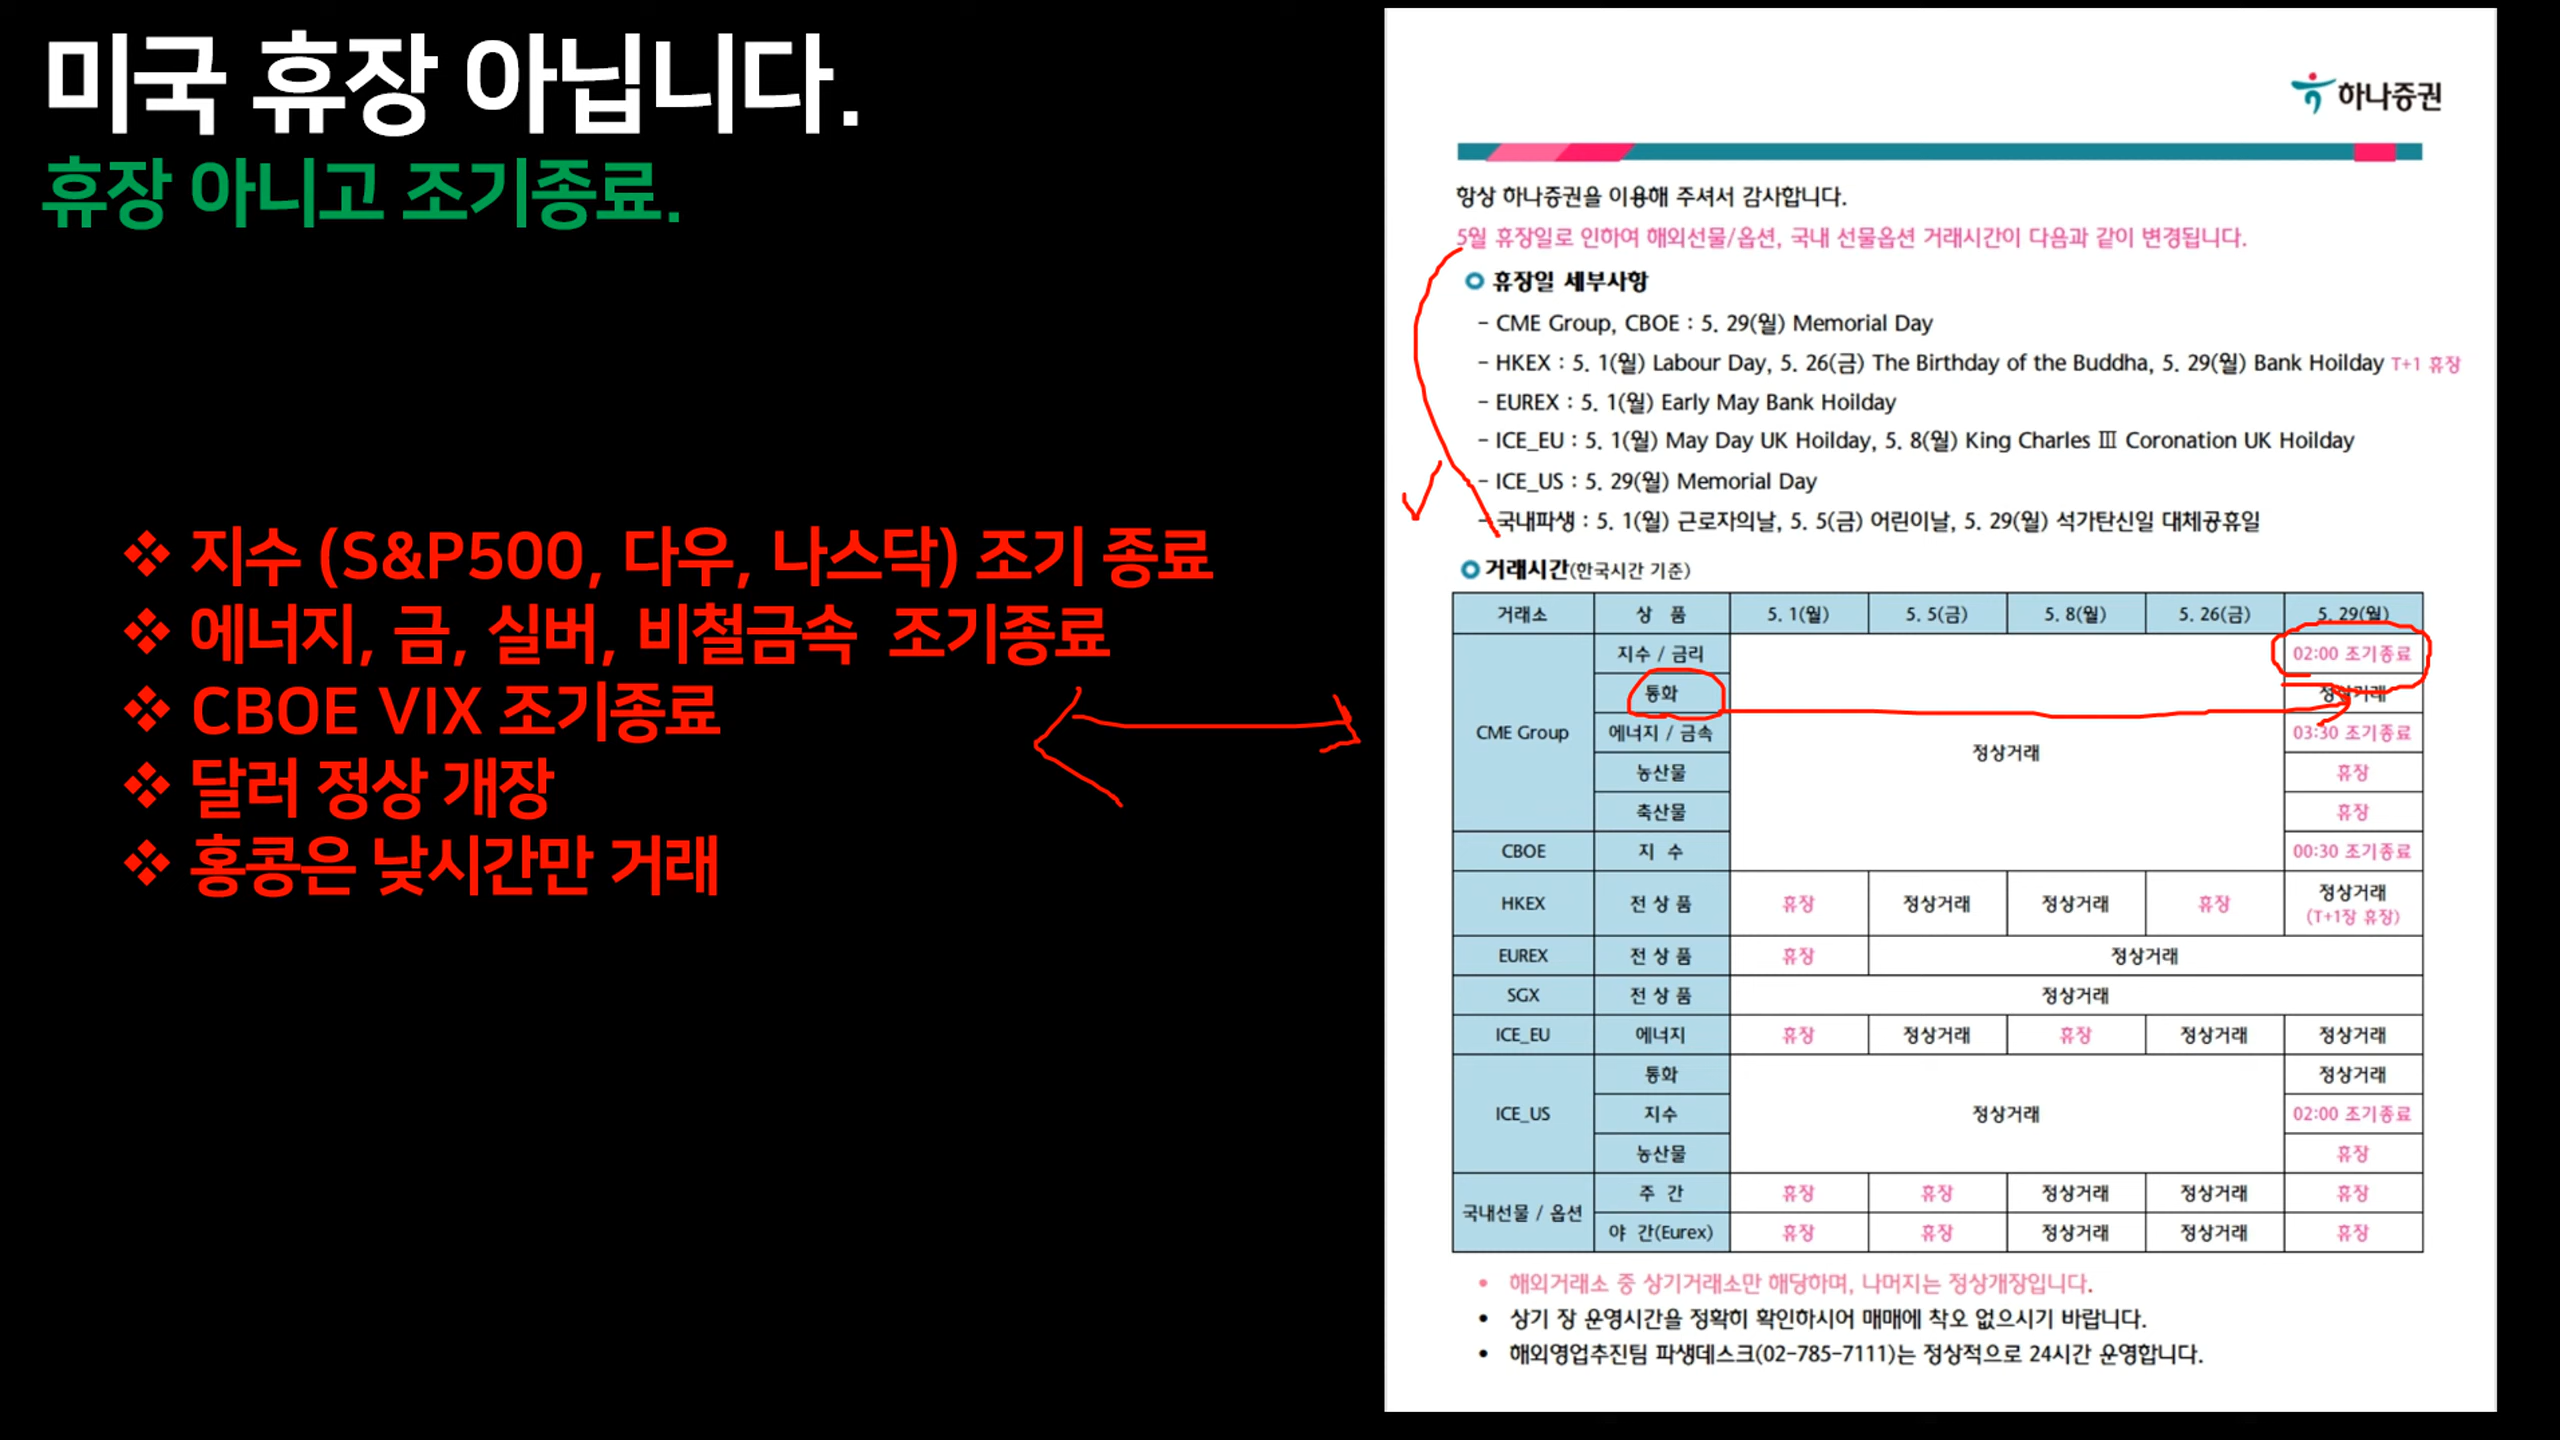 미국 휴장 아닙니다.
휴장 아니고 조기종료.
❖ 지수 (S&P500, 다우, 나스닥) 조기 종료
❖ 에너지, 금, 실버, 비철금속 조기종료
❖ CBOE VIX 조기종료
❖ 달러 정상 개장
❖ 홍콩은 낮시간만 거래
하나증권
항상 하나증권을 이용해 주셔서 감사합니다.
5월 휴장일로 인하여 해외선물/옵션, 국내 선물옵션 거래시간이 다음과 같이 변경됩니다.
휴장일 세부사항
- CME Group, CBOE : 5. 29(월) Memorial Day
- HKEX : 5. 1(월) Labour Day, 5. 26(금) The Birthday of the Buddha, 5. 29(월) Bank Hoilday T+1 휴장
- EUREX : 5. 1(월) Early May Bank Hoilday
- ICE_EU : 5. 1(월) May Day UK Hoilday, 5. 8(월) King Charles Ⅲ Coronation UK Hoilday
- ICE_US : 5. 29(월) Memorial Day
- 국내파생 : 5. 1(월) 근로자의날, 5. 5(금) 어린이날, 5. 29(월) 석가탄신일 대체공휴일
거래시간(한국시간 기준)
거래소 상 품 5. 1(월) 5. 5(금) 5. 8(월) 5. 26(금) 5. 29(월)
CME Group 지수 / 금리 정상거래 02:00 조기종료
통화 정상거래
에너지 / 금속 03:30 조기종료
농산물 휴장
축산물 휴장
CBOE 지 수 00:30 조기종료
HKEX 전 상 품 휴장 정상거래 정상거래 휴장 정상거래
(T+1장 휴장)
EUREX 전 상 품 휴장 정상거래
SGX 전 상 품 정상거래
ICE_EU 에너지 휴장 정상거래 휴장 정상거래 정상거래
ICE_US 통화 정상거래 정상거래
지수 02:00 조기종료
농산물 휴장
국내선물 / 옵션 주 간 휴장 휴장 정상거래 정상거래 휴장
야 간(Eurex) 휴장 휴장 정상거래 정상거래 휴장
• 해외거래소 중 상기거래소만 해당하며, 나머지는 정상개장입니다.
• 상기 장 운영시간을 정확히 확인하시어 매매에 착오 없으시기 바랍니다.
• 해외영업추진팀 파생데스크(02-785-7111)는 정상적으로 24시간 운영합니다.